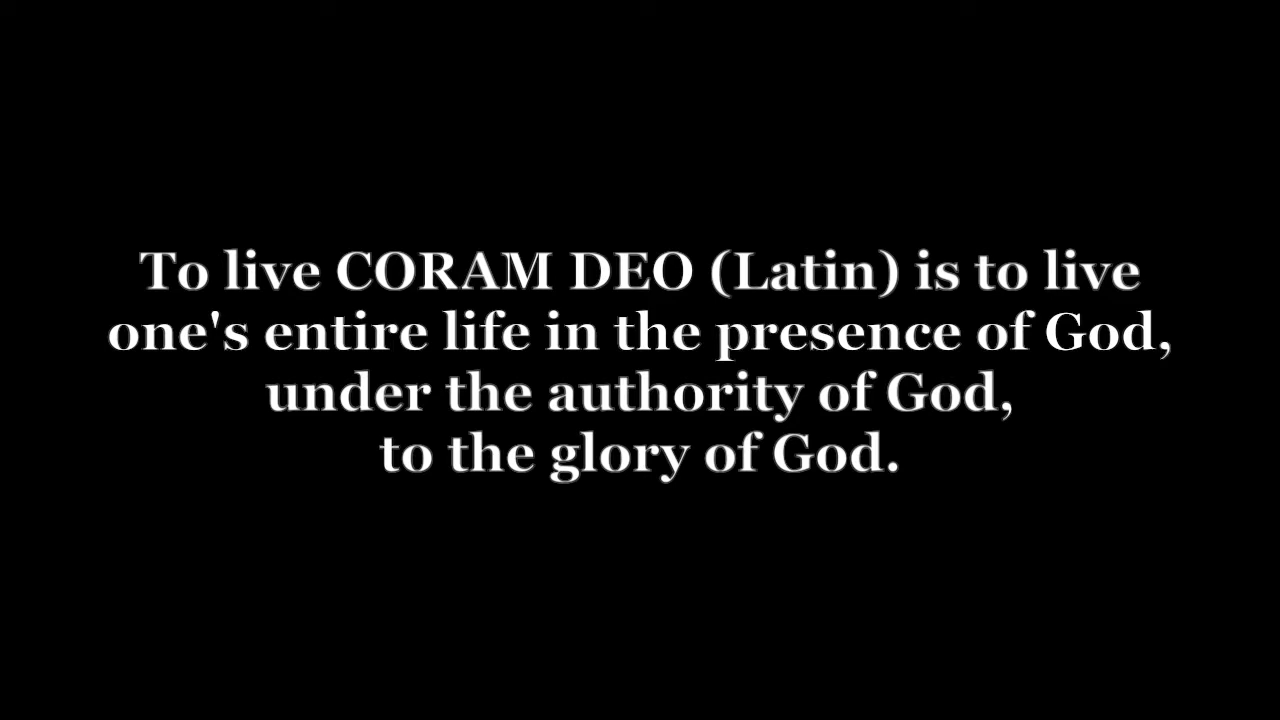 To live CORAM DEO (Latin) is to live
one's entire life in the presence of God,
under the authority of God,
to the glory of God.